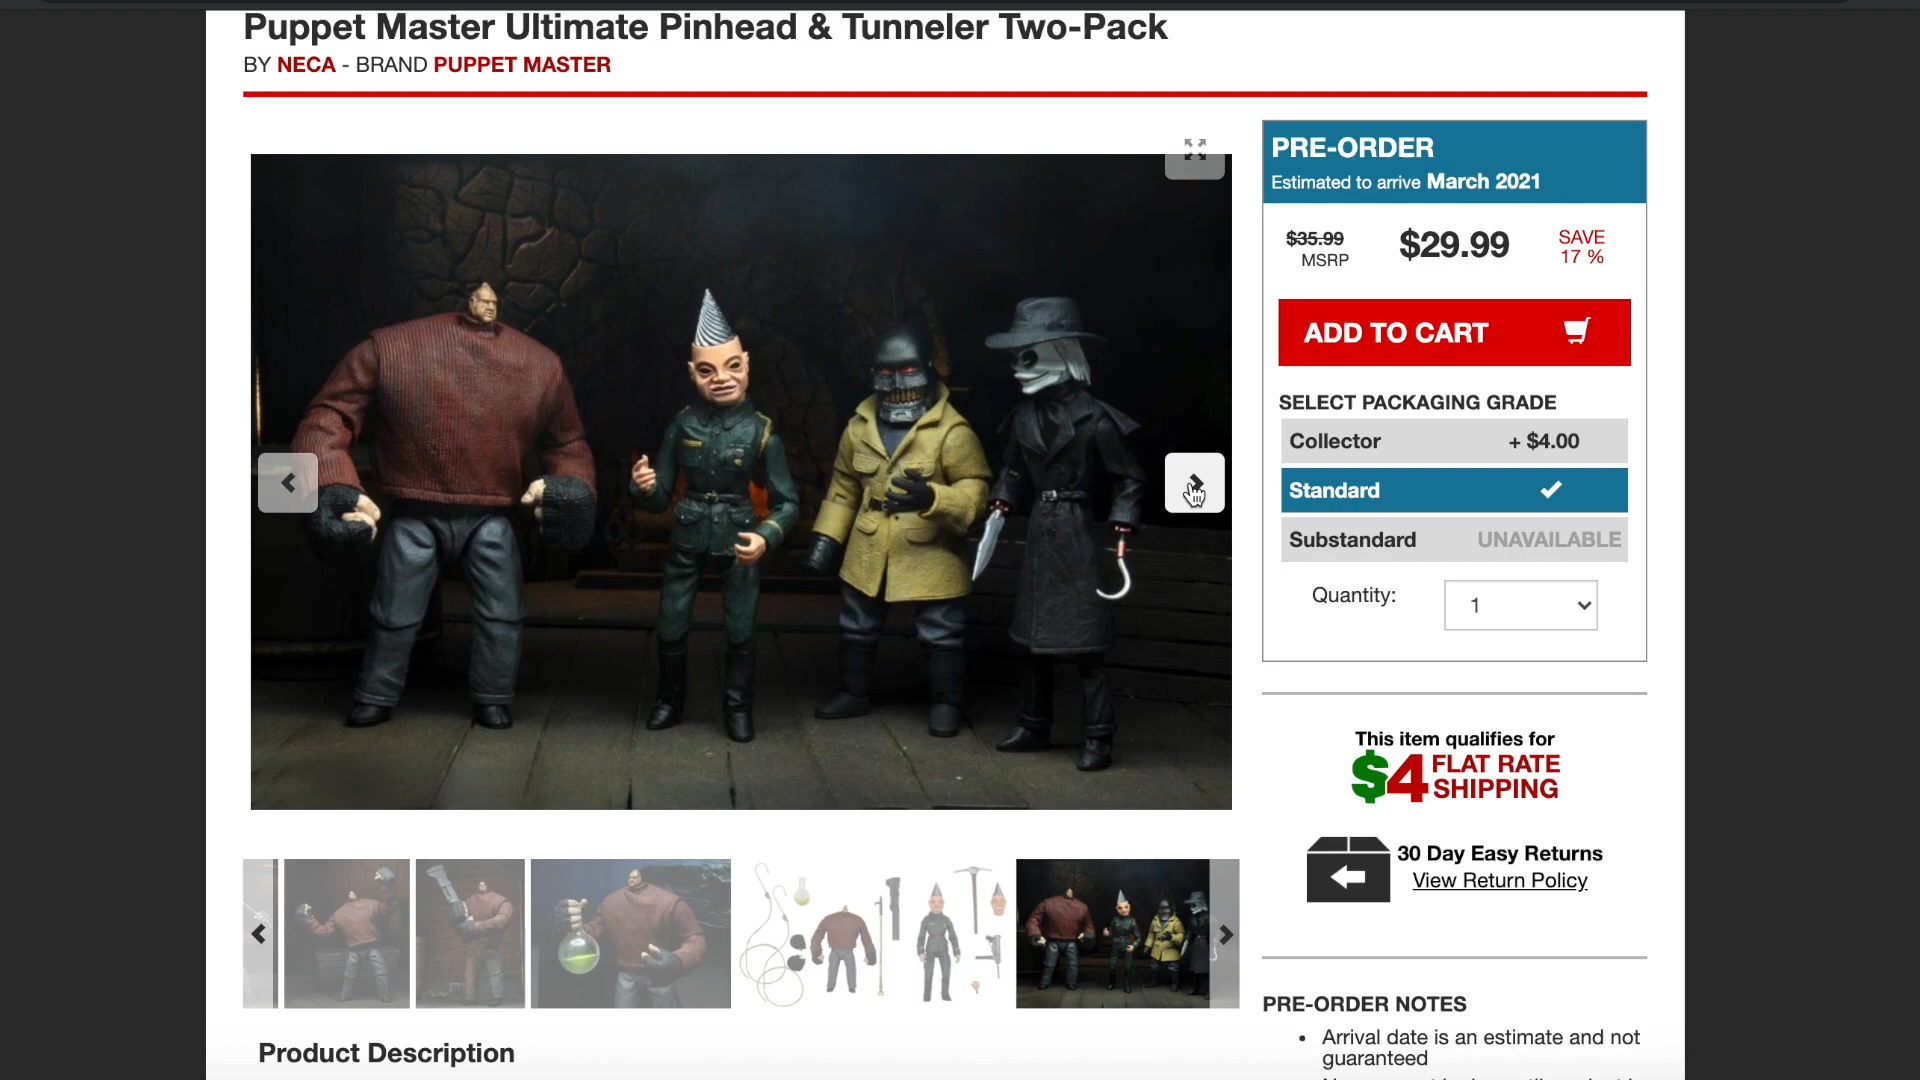 Puppet Master Ultimate Pinhead & Tunneler Two-Pack
BY NECA - BRAND PUPPET MASTER
PRE-ORDER
Estimated to arrive March 2021
$35.99
MSRP
$29.99
SAVE
17 %
ADD TO CART
SELECT PACKAGING GRADE
Collector + $4.00
Standard
Substandard UNAVAILABLE
Quantity: 1
This item qualifies for
$4 FLAT RATE
SHIPPING
30 Day Easy Returns
View Return Policy
PRE-ORDER NOTES
• Arrival date is an estimate and not
guaranteed
Product Description